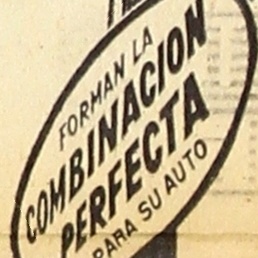 FORMAN LA
COMBINACION
PERFECTA
PARA SU AUTO